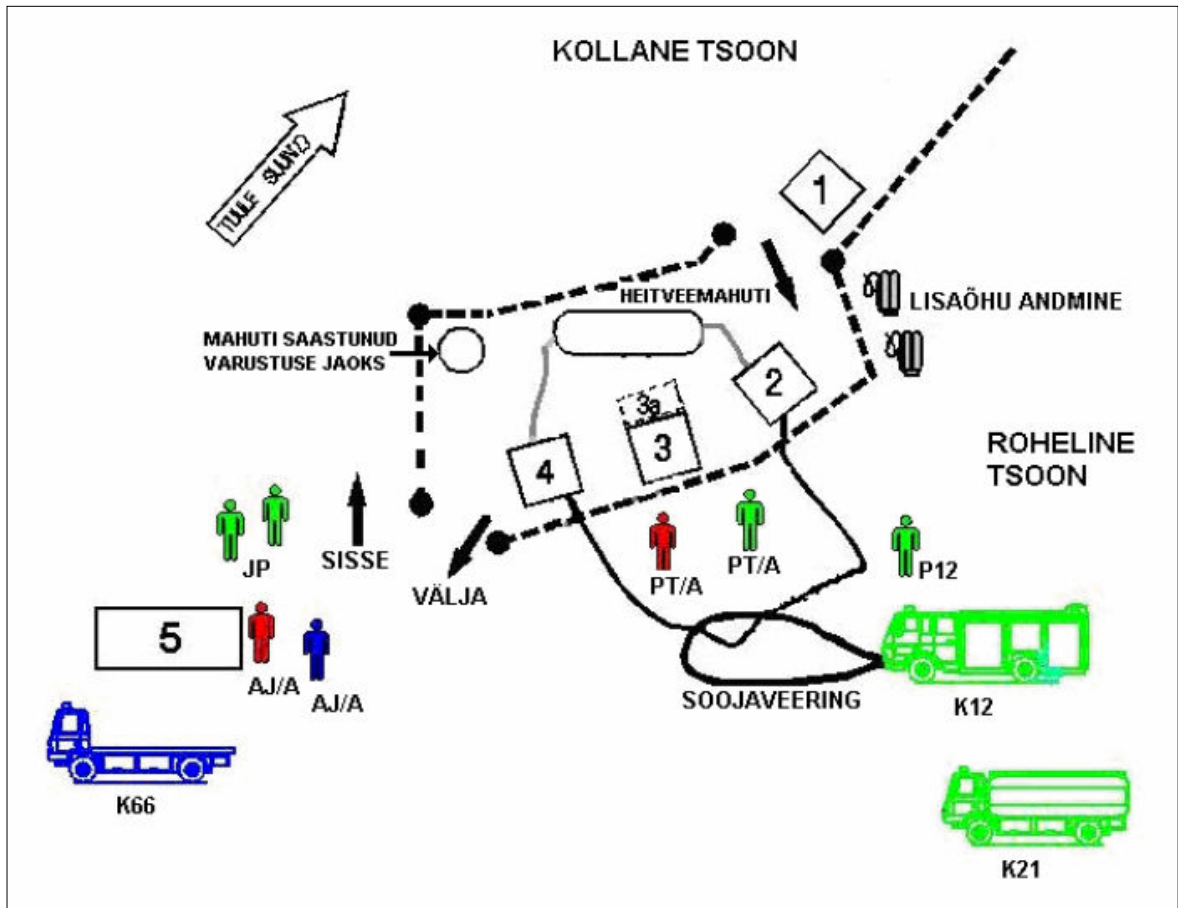 KOLLANE TSOON
TUULE SUUND
1
HEITVEEMAHUTI
LISAÕHU ANDMINE
MAHUTI SAASTUNUD
VARUSTUSE JAOKS
2
3a
3
4
ROHELINE
TSOON
JP
SISSE
VÄLJA
PT/A
PT/A
P12
5
AJ/A
AJ/A
SOOJAVEERING
K12
K66
K21